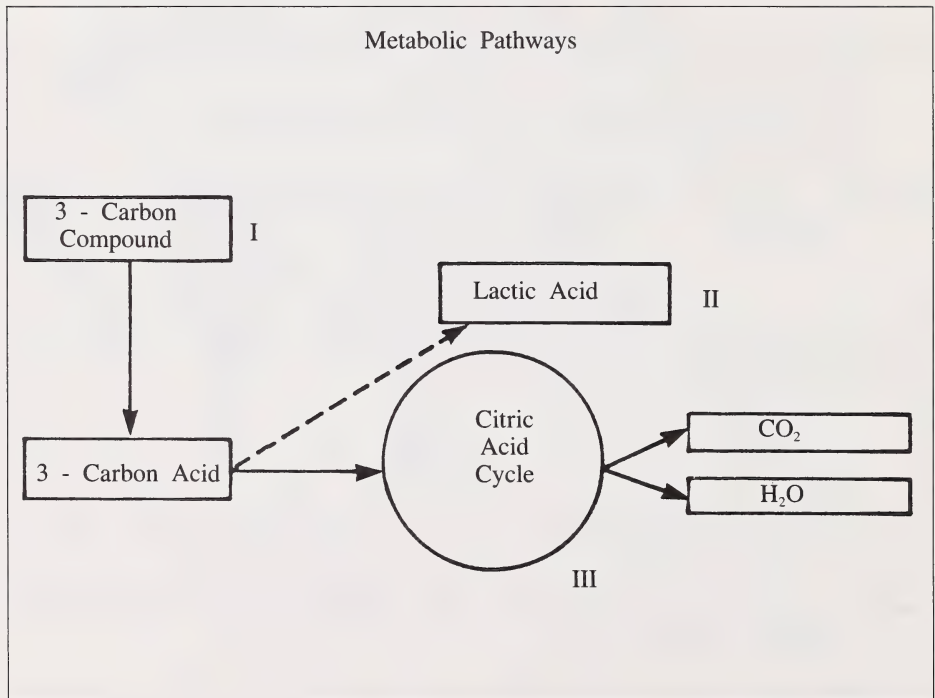 Metabolic Pathways
3 - Carbon
Compound
I
Lactic Acid
II
3 - Carbon Acid
Citric
Acid
Cycle
CO₂
H₂O
III